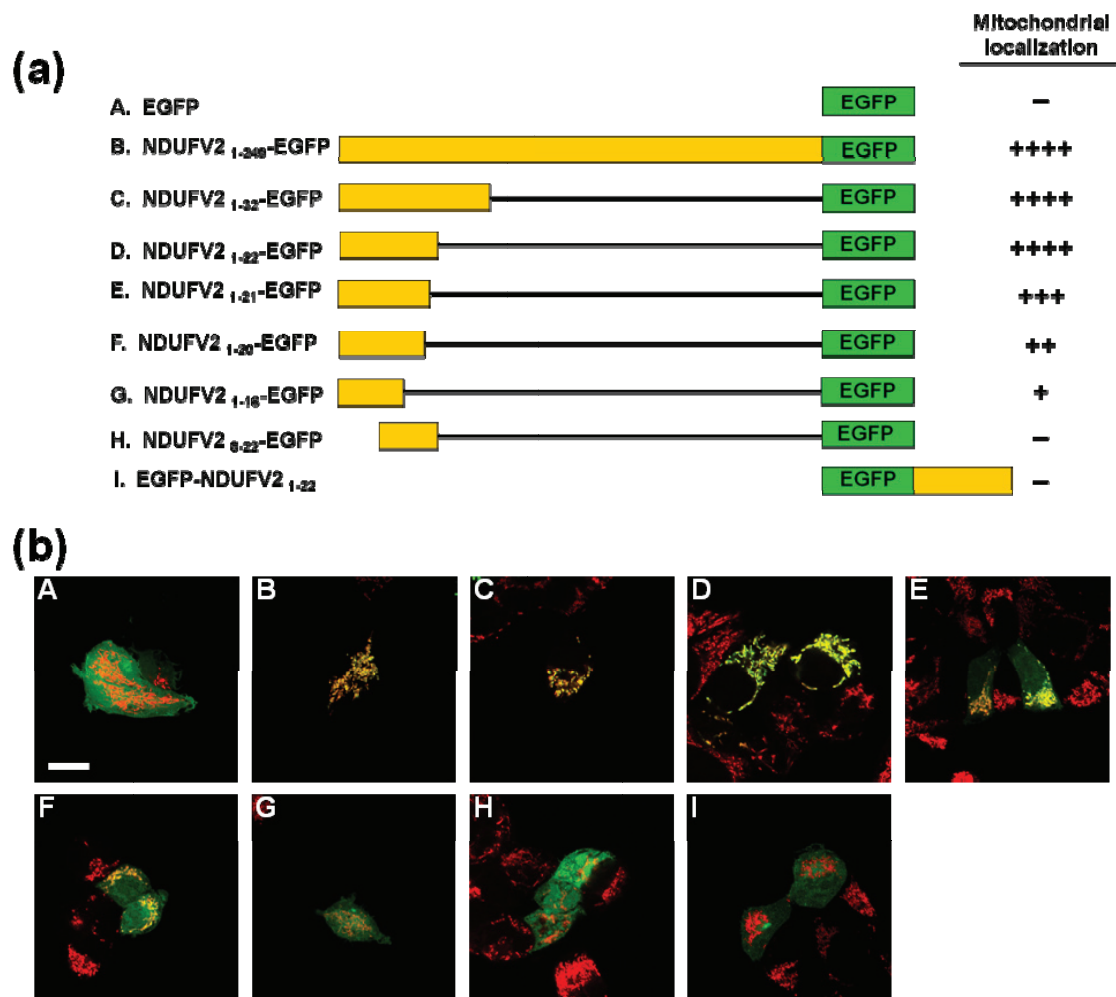 Mitochondrial
localization
(a)
A. EGFP EGFP –
B. NDUFV2 1-249-EGFP EGFP ++++
C. NDUFV2 1-32-EGFP EGFP ++++
D. NDUFV2 1-22-EGFP EGFP ++++
E. NDUFV2 1-21-EGFP EGFP +++
F. NDUFV2 1-20-EGFP EGFP ++
G. NDUFV2 1-16-EGFP EGFP +
H. NDUFV2 -EGFP EGFP –
I. EGFP-NDUFV2 1-22 EGFP –
(b)
A B C D E
F G H I